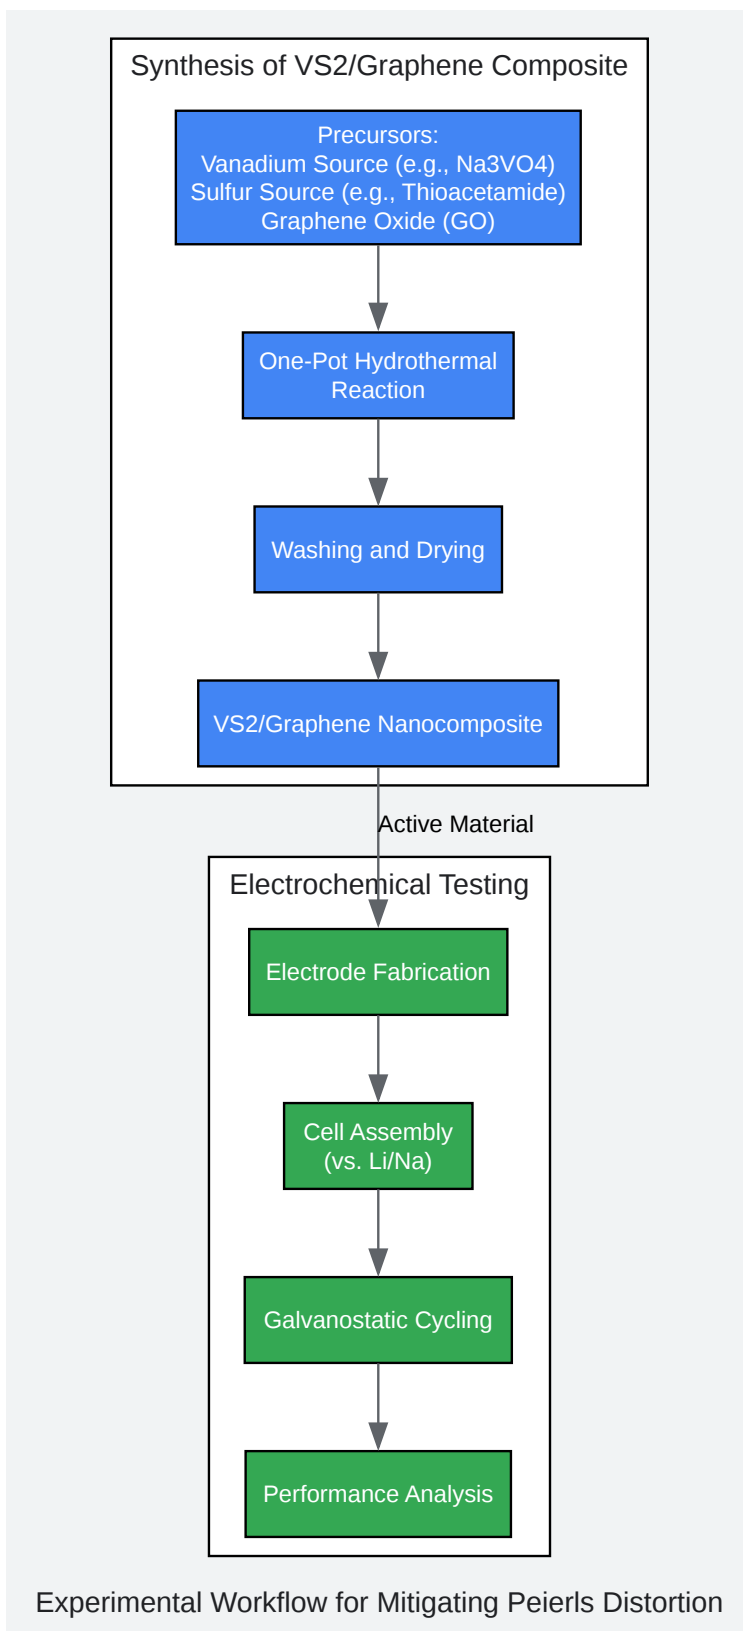 Synthesis of VS2/Graphene Composite
Precursors:
Vanadium Source (e.g., Na3VO4)
Sulfur Source (e.g., Thioacetamide)
Graphene Oxide (GO)
One-Pot Hydrothermal
Reaction
Washing and Drying
VS2/Graphene Nanocomposite
Active Material
Electrochemical Testing
Electrode Fabrication
Cell Assembly
(vs. Li/Na)
Galvanostatic Cycling
Performance Analysis
Experimental Workflow for Mitigating Peierls Distortion